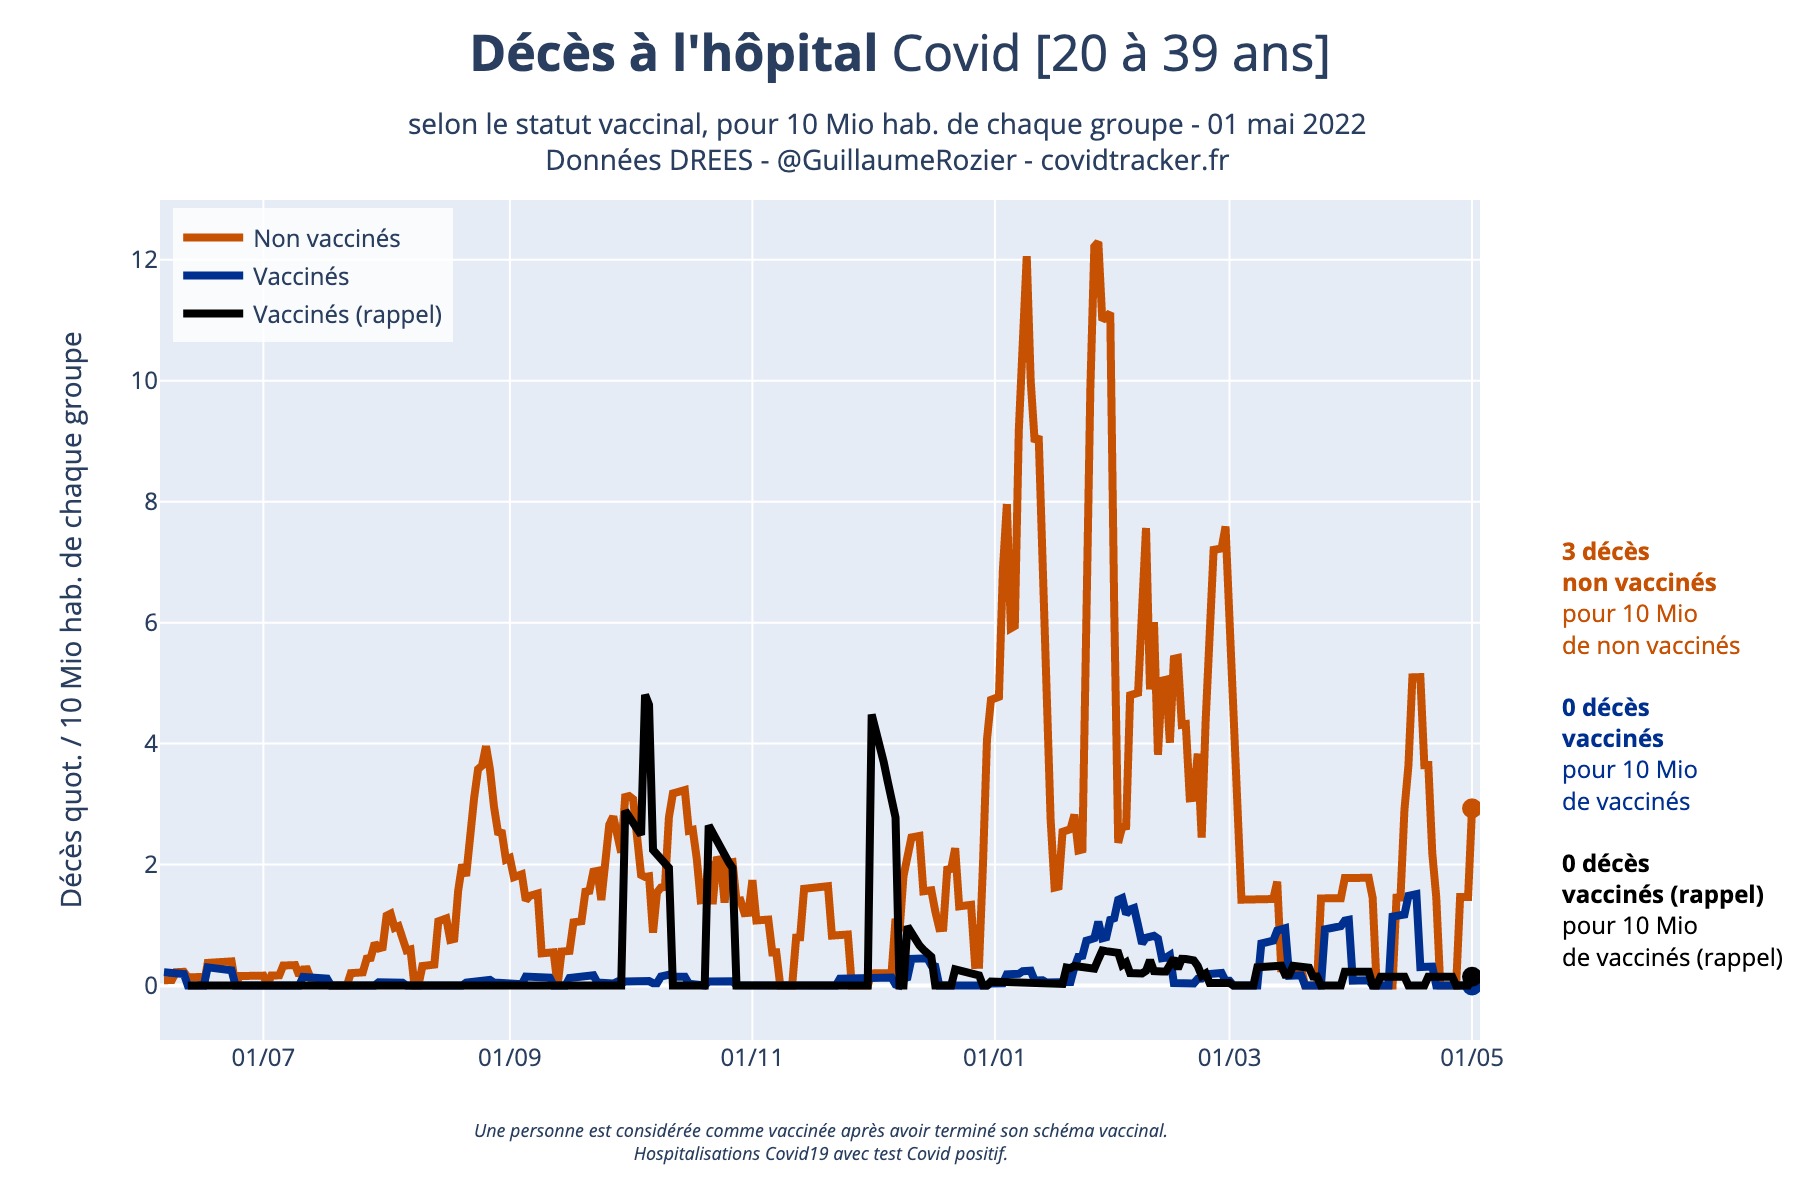 Décès à l'hôpital Covid [20 à 39 ans]
selon le statut vaccinal, pour 10 Mio hab. de chaque groupe - 01 mai 2022
Données DREES - @GuillaumeRozier - covidtracker.fr
Non vaccinés
Vaccinés
Vaccinés (rappel)
Décès quot. / 10 Mio hab. de chaque groupe
12
10
8
6
4
2
0
01/07
01/09
01/11
01/01
01/03
01/05
3 décès
non vaccinés
pour 10 Mio
de non vaccinés
0 décès
vaccinés
pour 10 Mio
de vaccinés
0 décès
vaccinés (rappel)
pour 10 Mio
de vaccinés (rappel)
Une personne est considérée comme vaccinée après avoir terminé son schéma vaccinal.
Hospitalisations Covid19 avec test Covid positif.